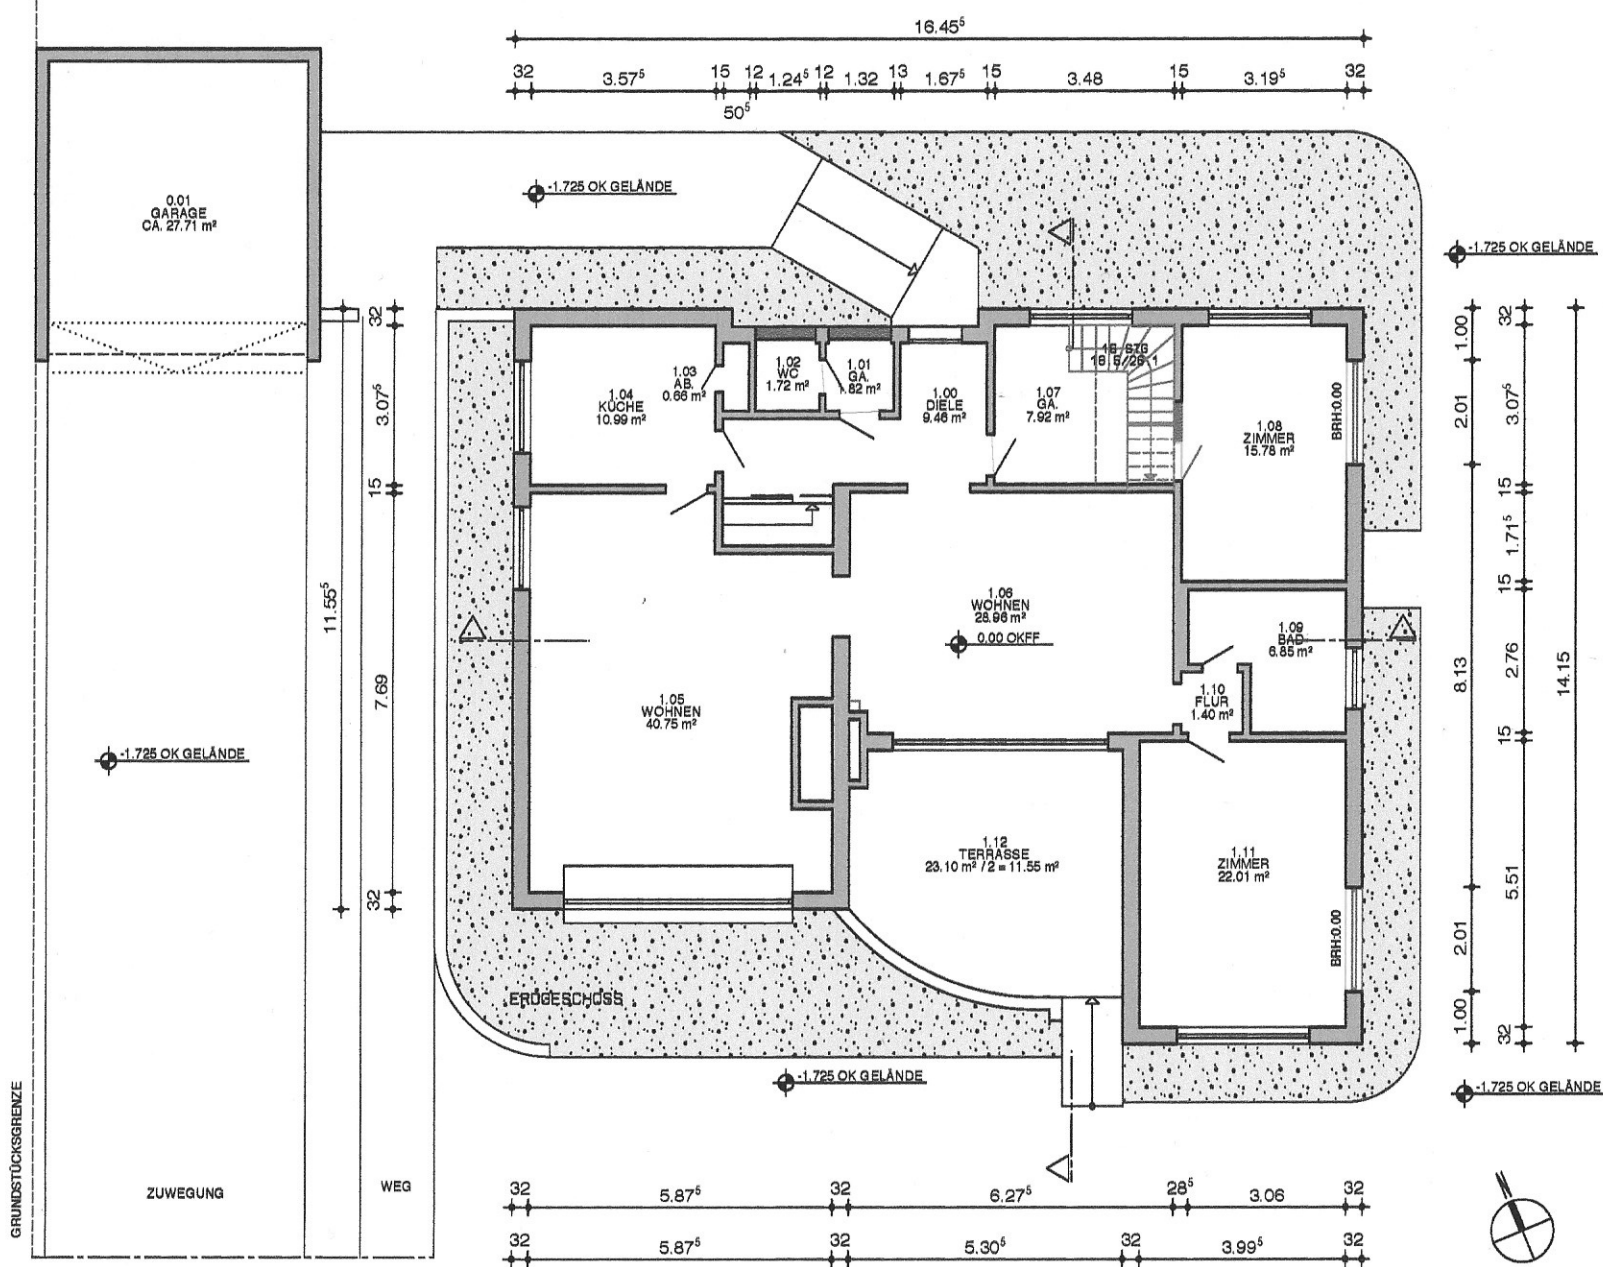 16.45⁵
32 3.57⁵ 15 12 1.24⁵ 12 1.32 13 1.67⁵ 15 3.48 15 3.19⁵ 32
50⁵
0.01
GARAGE
CA. 27.71 m²
-1.725 OK GELÄNDE
-1.725 OK GELÄNDE
32
3.07⁵
15
7.69
32
11.55⁵
1.04
KÜCHE
10.99 m²
1.03
AB.
0.66 m²
1.02
WC
1.72 m²
1.01
GA.
.82 m²
1.00
DIELE
9.46 m²
1.07
GA.
7.92 m²
1.08
ZIMMER
15.78 m²
BRH:0.00
1.00
2.01
8.13
2.01
1.00
32
3.07⁵
15
1.71⁵
15
2.76
15
5.51
32
14.15
1.06
WOHNEN
28.96 m²
0.00 OKFF
1.09
BAD
6.85 m²
1.10
FLUR
1.40 m²
1.05
WOHNEN
40.75 m²
-1.725 OK GELÄNDE
1.12
TERRASSE
23.10 m² / 2 = 11.55 m²
1.11
ZIMMER
22.01 m²
BRH:0.00
ERDGESCHOSS
-1.725 OK GELÄNDE
-1.725 OK GELÄNDE
GRUNDSTÜCKSGRENZE
ZUWEGUNG
WEG
32 5.87⁵ 32 6.27⁵ 28⁵ 3.06 32
32 5.87⁵ 32 5.30⁵ 32 3.99⁵ 32